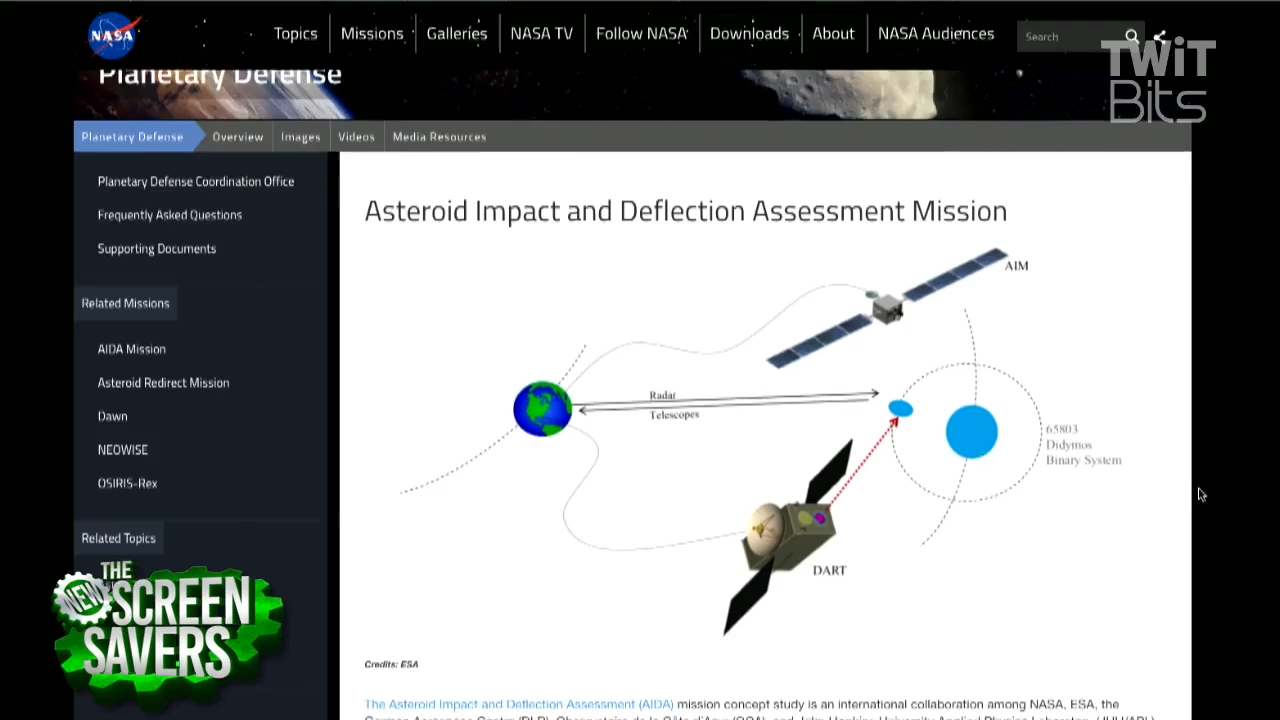 NASA
Topics
Missions
Galleries
NASA TV
Follow NASA
Downloads
About
NASA Audiences
Search
TWiT
Bits
Planetary Defense
Planetary Defense
Overview
Images
Videos
Media Resources
Planetary Defense Coordination Office
Frequently Asked Questions
Supporting Documents
Related Missions
AIDA Mission
Asteroid Redirect Mission
Dawn
NEOWISE
OSIRIS-Rex
Related Topics
Asteroid Impact and Deflection Assessment Mission
AIM
Radar
Telescopes
65803
Didymos
Binary System
DART
THE
NEW
SCREEN
SAVERS
Credits: ESA
The Asteroid Impact and Deflection Assessment (AIDA) mission concept study is an international collaboration among NASA, ESA, the